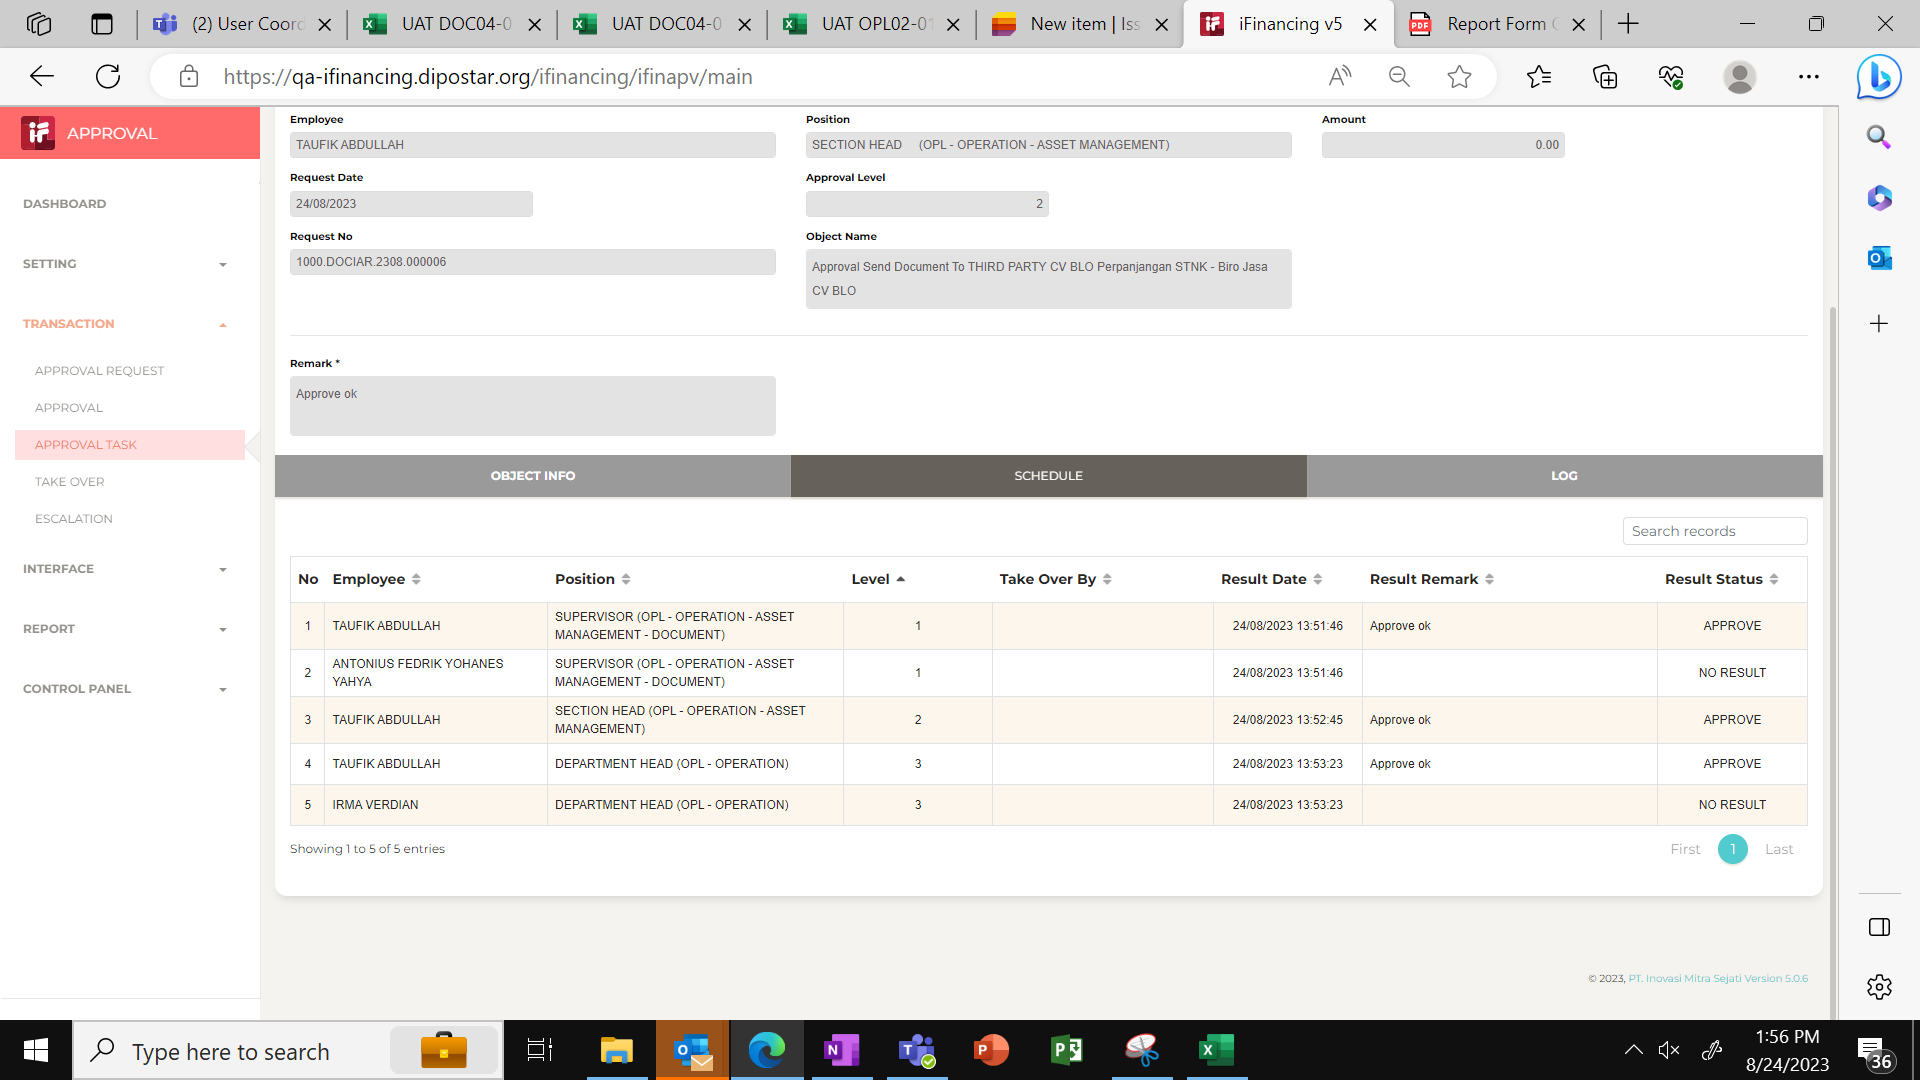 (2) User Coord
UAT DOC04-0
UAT DOC04-0
UAT OPL02-01
New item | Iss
iFinancing v5
Report Form C
https://qa-ifinancing.dipostar.org/ifinancing/ifinapv/main
APPROVAL
DASHBOARD
SETTING
TRANSACTION
APPROVAL REQUEST
APPROVAL
APPROVAL TASK
TAKE OVER
ESCALATION
INTERFACE
REPORT
CONTROL PANEL
Employee
TAUFIK ABDULLAH
Position
SECTION HEAD (OPL - OPERATION - ASSET MANAGEMENT)
Amount
0.00
Request Date
24/08/2023
Approval Level
2
Request No
1000.DOCIAR.2308.000006
Object Name
Approval Send Document To THIRD PARTY CV BLO Perpanjangan STNK - Biro Jasa
CV BLO
Remark *
Approve ok
OBJECT INFO SCHEDULE LOG
Search records
No Employee Position Level Take Over By Result Date Result Remark Result Status
1 TAUFIK ABDULLAH SUPERVISOR (OPL - OPERATION - ASSET
MANAGEMENT - DOCUMENT) 1 24/08/2023 13:51:46 Approve ok APPROVE
2 ANTONIUS FEDRIK YOHANES
YAHYA SUPERVISOR (OPL - OPERATION - ASSET
MANAGEMENT - DOCUMENT) 1 24/08/2023 13:51:46 NO RESULT
3 TAUFIK ABDULLAH SECTION HEAD (OPL - OPERATION - ASSET
MANAGEMENT) 2 24/08/2023 13:52:45 Approve ok APPROVE
4 TAUFIK ABDULLAH DEPARTMENT HEAD (OPL - OPERATION) 3 24/08/2023 13:53:23 Approve ok APPROVE
5 IRMA VERDIAN DEPARTMENT HEAD (OPL - OPERATION) 3 24/08/2023 13:53:23 NO RESULT
Showing 1 to 5 of 5 entries
First 1 Last
© 2023, PT. Inovasi Mitra Sejati Version 5.0.6
Type here to search
1:56 PM
8/24/2023
36